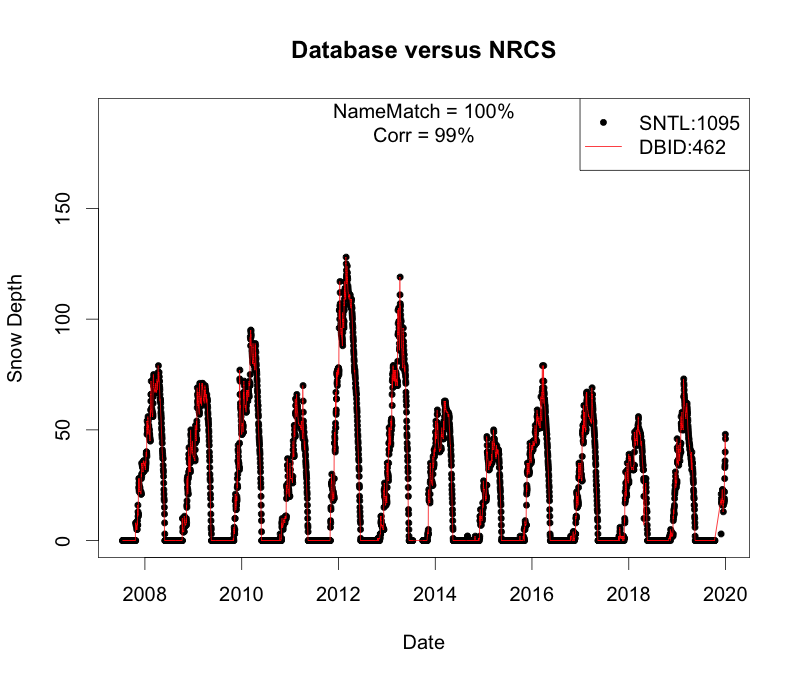 Database versus NRCS
NameMatch = 100%
Corr = 99%
SNTL:1095
DBID:462
Snow Depth
150
100
50
0
2008 2010 2012 2014 2016 2018 2020
Date